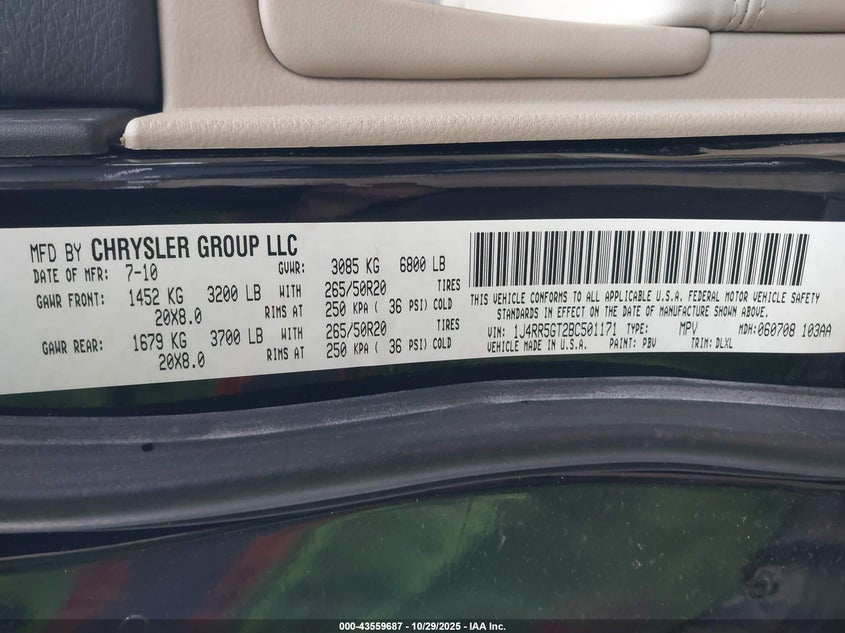 MFD BY CHRYSLER GROUP LLC
DATE OF MFR: 7-10 GVWR: 3085 KG 6800 LB
GAWR FRONT: 1452 KG 3200 LB WITH 265/50R20 TIRES
20X8.0 RIMS AT 250 KPA ( 36 PSI) COLD
GAWR REAR: 1679 KG 3700 LB WITH 265/50R20 TIRES
20X8.0 RIMS AT 250 KPA ( 36 PSI) COLD
THIS VEHICLE CONFORMS TO ALL APPLICABLE U.S.A. FEDERAL MOTOR VEHICLE SAFETY
STANDARDS IN EFFECT ON THE DATE OF MANUFACTURE SHOWN ABOVE.
VIN: 1J4RR5GT2BC501171 TYPE: MPV MDH:060708 103AA
VEHICLE MADE IN U.S.A. PAINT: PBV TRIM: DLXL
000-43559687 - 10/29/2025 - IAA Inc.